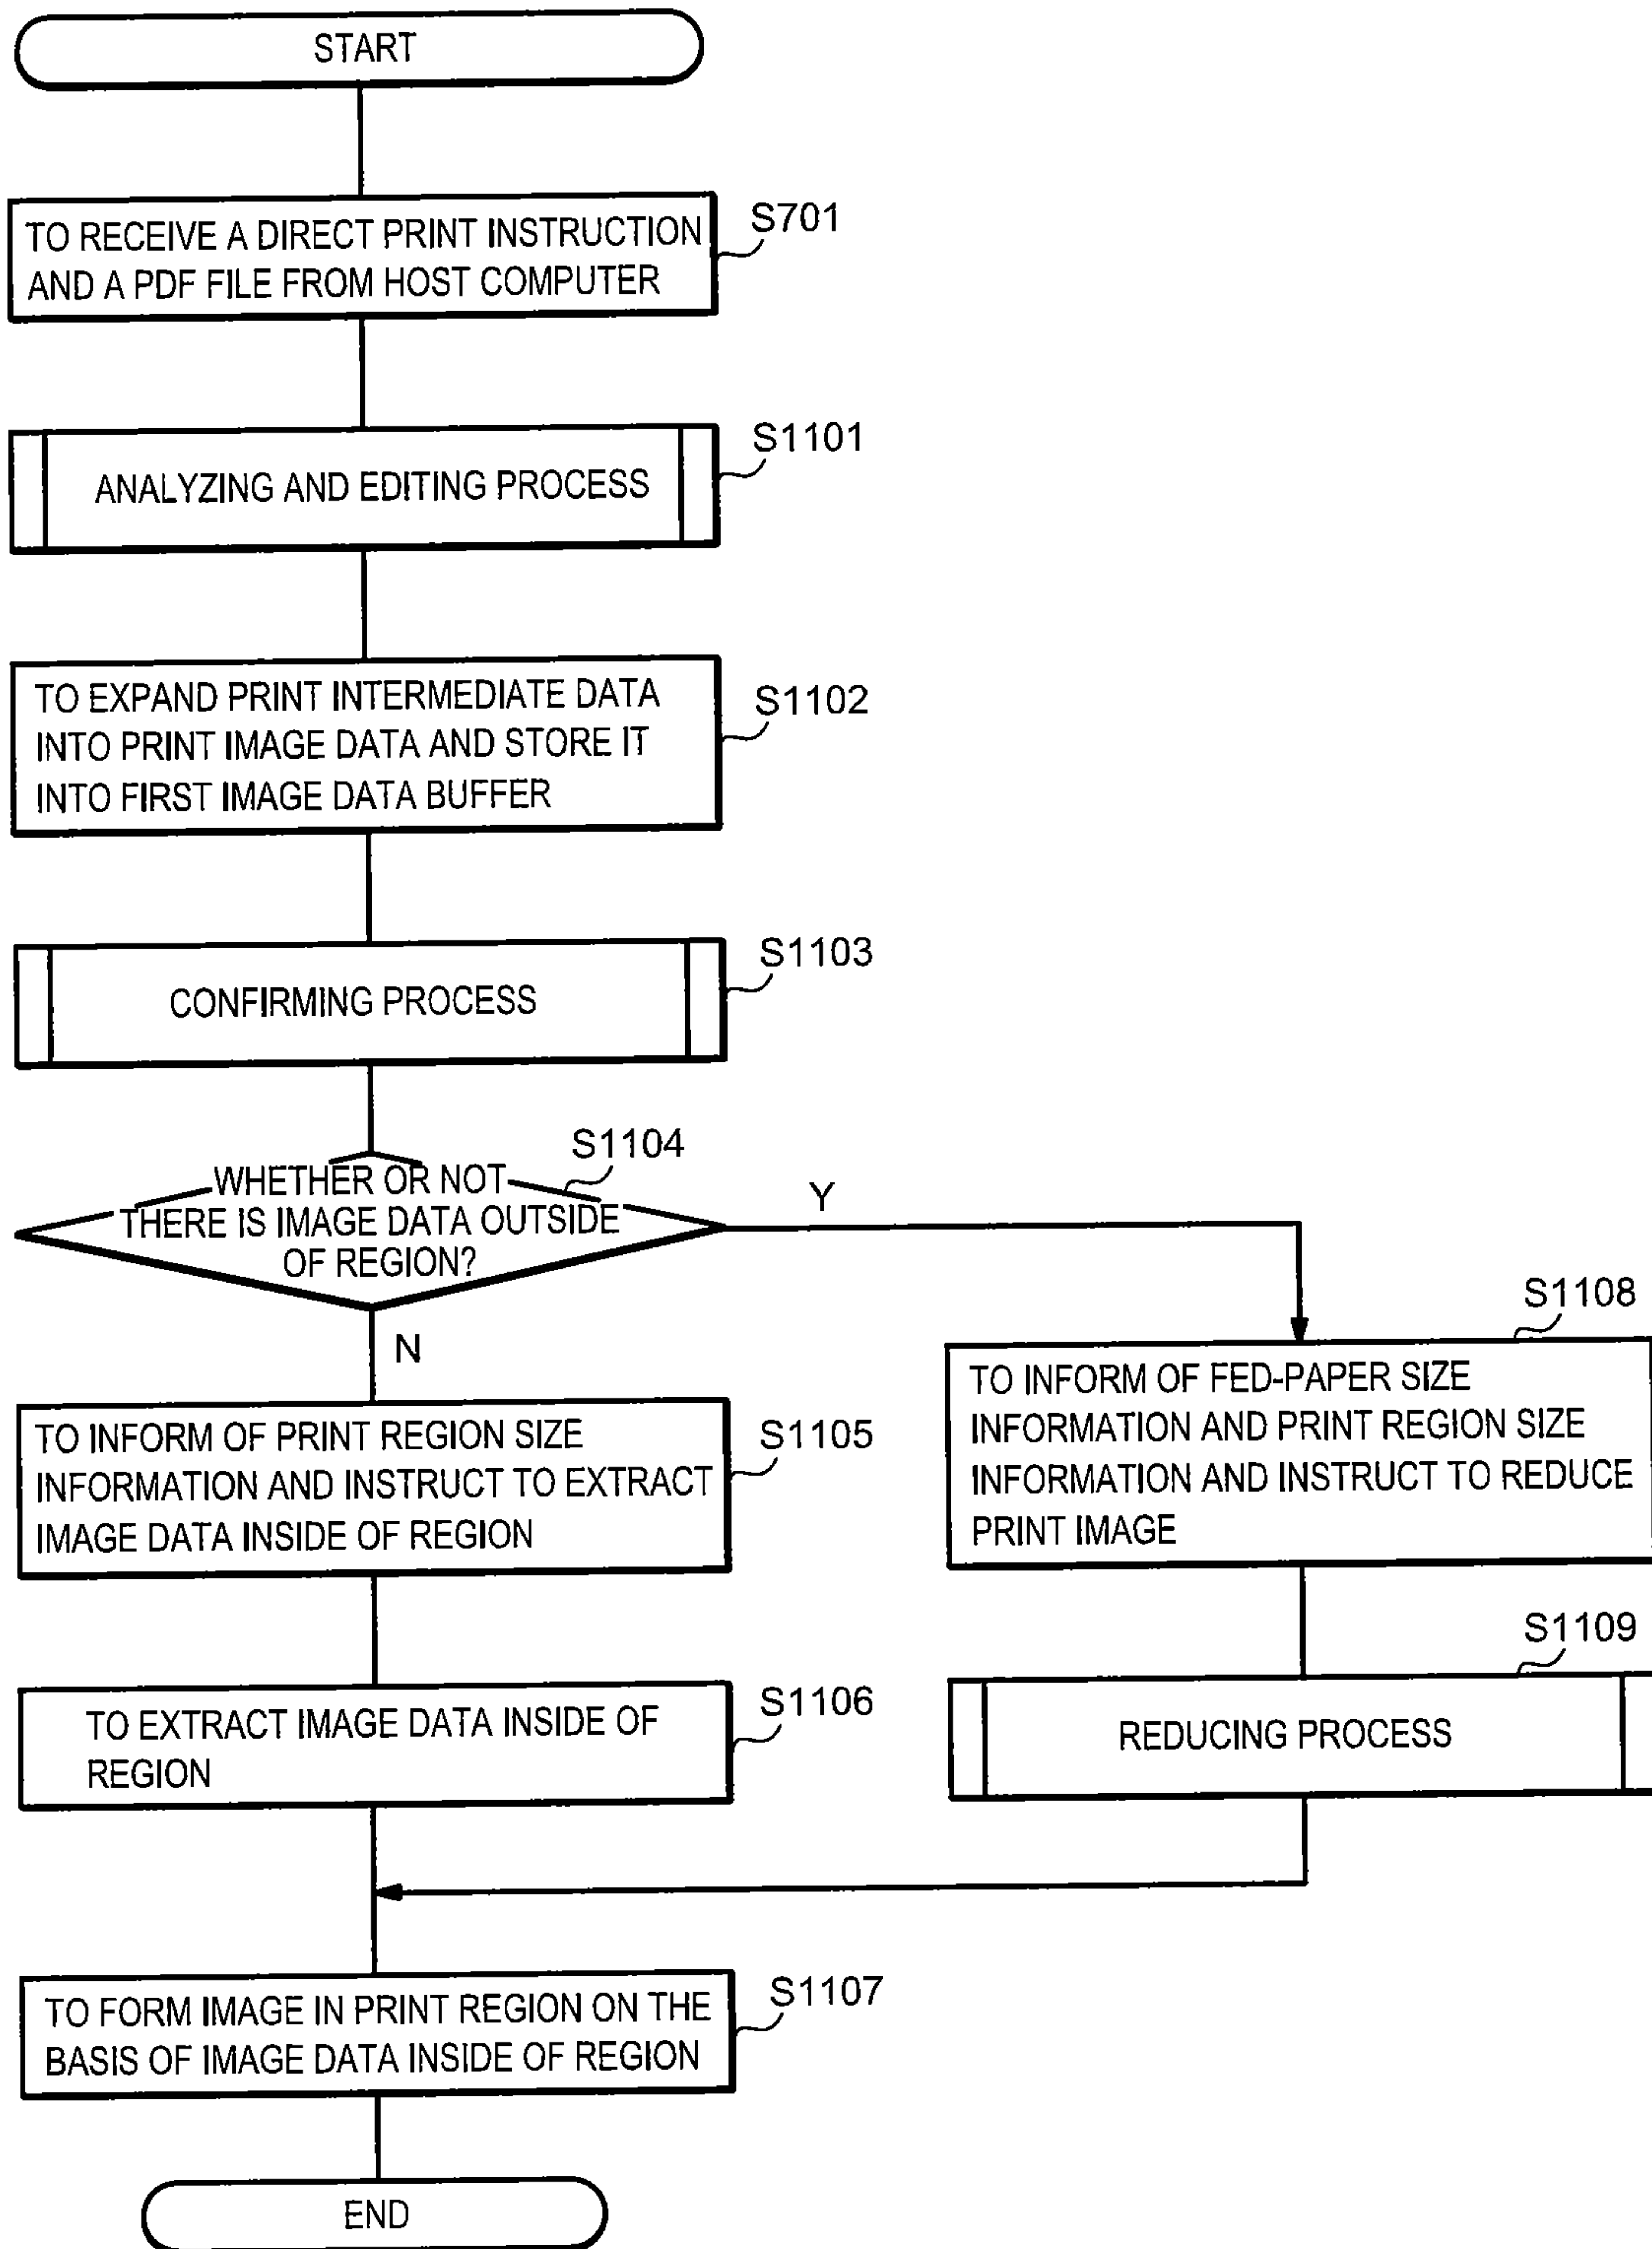 START
TO RECEIVE A DIRECT PRINT INSTRUCTION
AND A PDF FILE FROM HOST COMPUTER
S701
ANALYZING AND EDITING PROCESS
S1101
TO EXPAND PRINT INTERMEDIATE DATA
INTO PRINT IMAGE DATA AND STORE IT
INTO FIRST IMAGE DATA BUFFER
S1102
CONFIRMING PROCESS
S1103
S1104
WHETHER OR NOT
THERE IS IMAGE DATA OUTSIDE
OF REGION?
Y
N
TO INFORM OF PRINT REGION SIZE
INFORMATION AND INSTRUCT TO EXTRACT
IMAGE DATA INSIDE OF REGION
S1105
S1108
TO INFORM OF FED-PAPER SIZE
INFORMATION AND PRINT REGION SIZE
INFORMATION AND INSTRUCT TO REDUCE
PRINT IMAGE
TO EXTRACT IMAGE DATA INSIDE OF
REGION
S1106
S1109
REDUCING PROCESS
TO FORM IMAGE IN PRINT REGION ON THE
BASIS OF IMAGE DATA INSIDE OF REGION
S1107
END